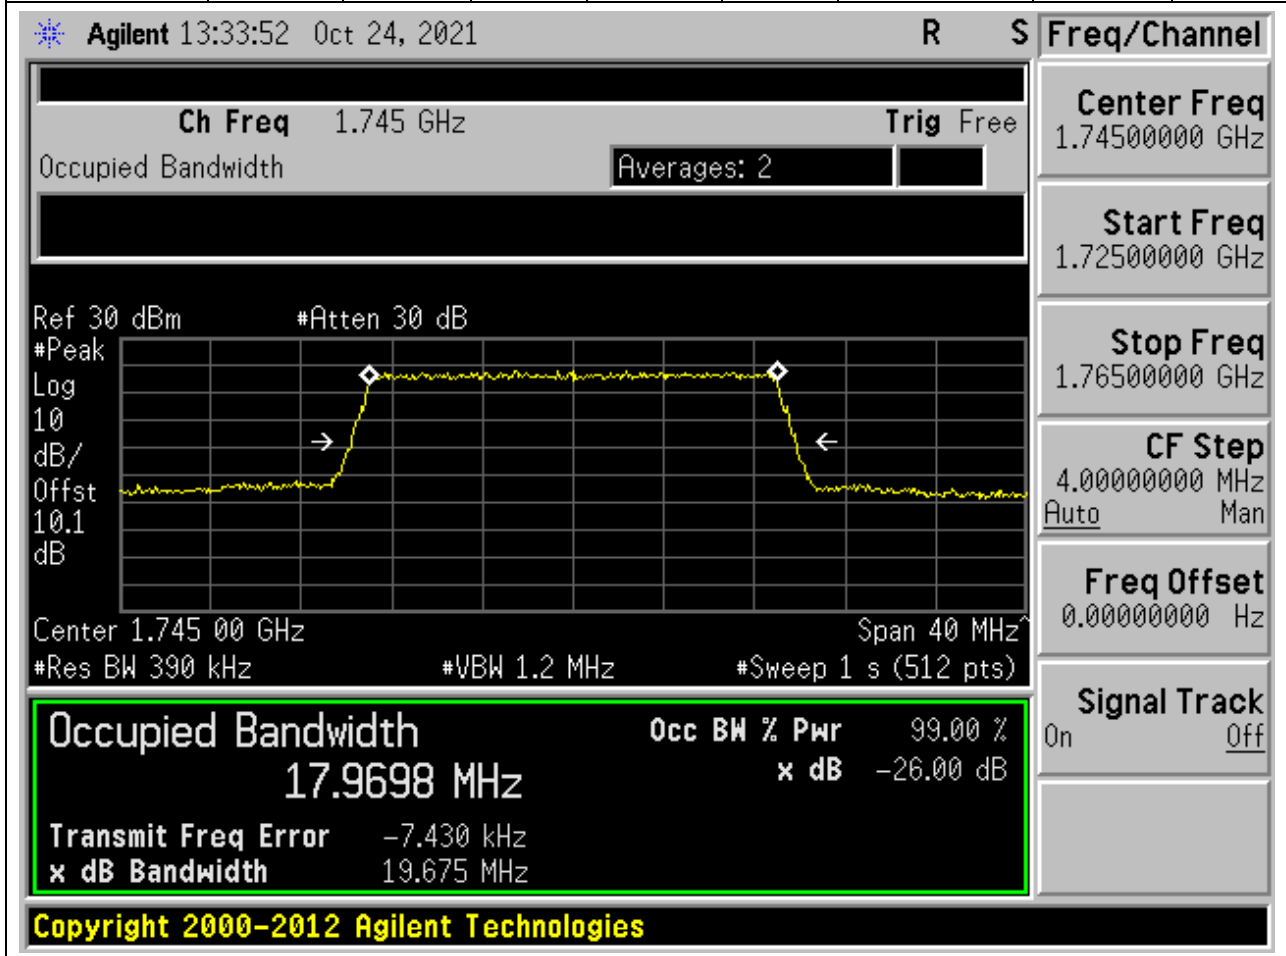 Agilent 13:33:52 Oct 24, 2021 R S
Ch Freq 1.745 GHz Trig Free
Occupied Bandwidth Averages: 2
Ref 30 dBm #Atten 30 dB
#Peak
Log
10
dB/
Offst
10.1
dB
Center 1.745 00 GHz Span 40 MHz^
#Res BW 390 kHz #VBW 1.2 MHz #Sweep 1 s (512 pts)
Occupied Bandwidth Occ BW % Pwr 99.00 %
17.9698 MHz x dB -26.00 dB
Transmit Freq Error -7.430 kHz
x dB Bandwidth 19.675 MHz
Copyright 2000-2012 Agilent Technologies
Freq/Channel
Center Freq
1.74500000 GHz
Start Freq
1.72500000 GHz
Stop Freq
1.76500000 GHz
CF Step
4.00000000 MHz
Auto Man
Freq Offset
0.00000000 Hz
Signal Track
On Off